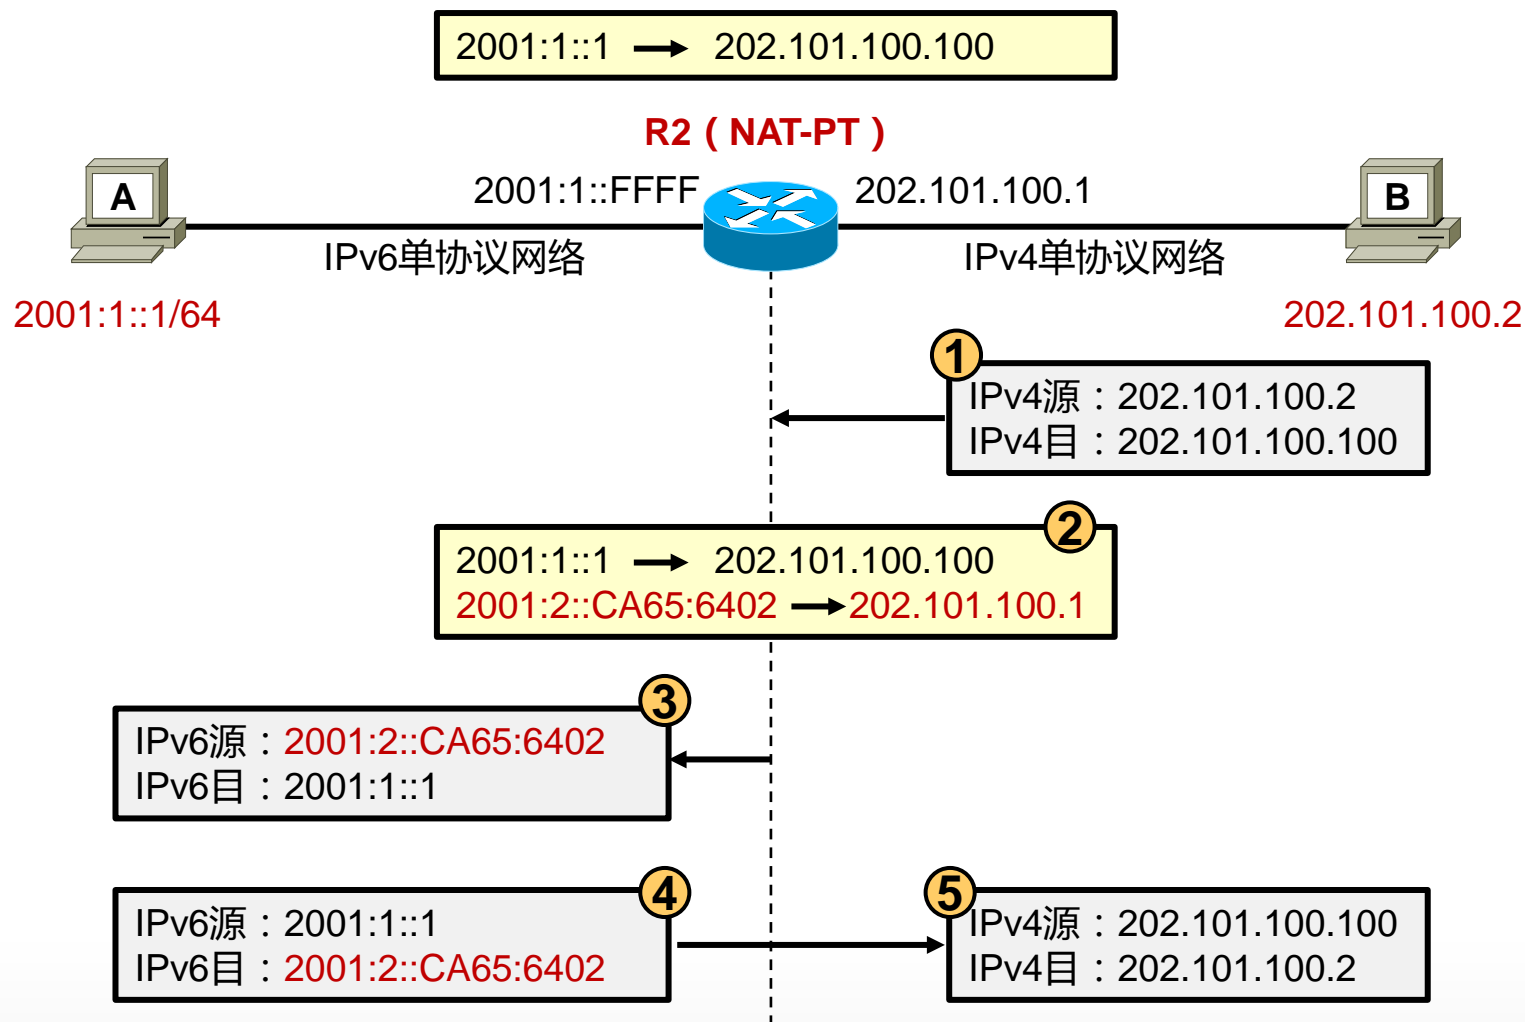 2001:1::1 → 202.101.100.100
R2（NAT-PT）
A
2001:1::FFFF
202.101.100.1
B
IPv6单协议网络
IPv4单协议网络
2001:1::1/64
202.101.100.2
1
IPv4源：202.101.100.2
IPv4目：202.101.100.100
2
2001:1::1 → 202.101.100.100
2001:2::CA65:6402 → 202.101.100.1
3
IPv6源：2001:2::CA65:6402
IPv6目：2001:1::1
4
IPv6源：2001:1::1
IPv6目：2001:2::CA65:6402
5
IPv4源：202.101.100.100
IPv4目：202.101.100.2